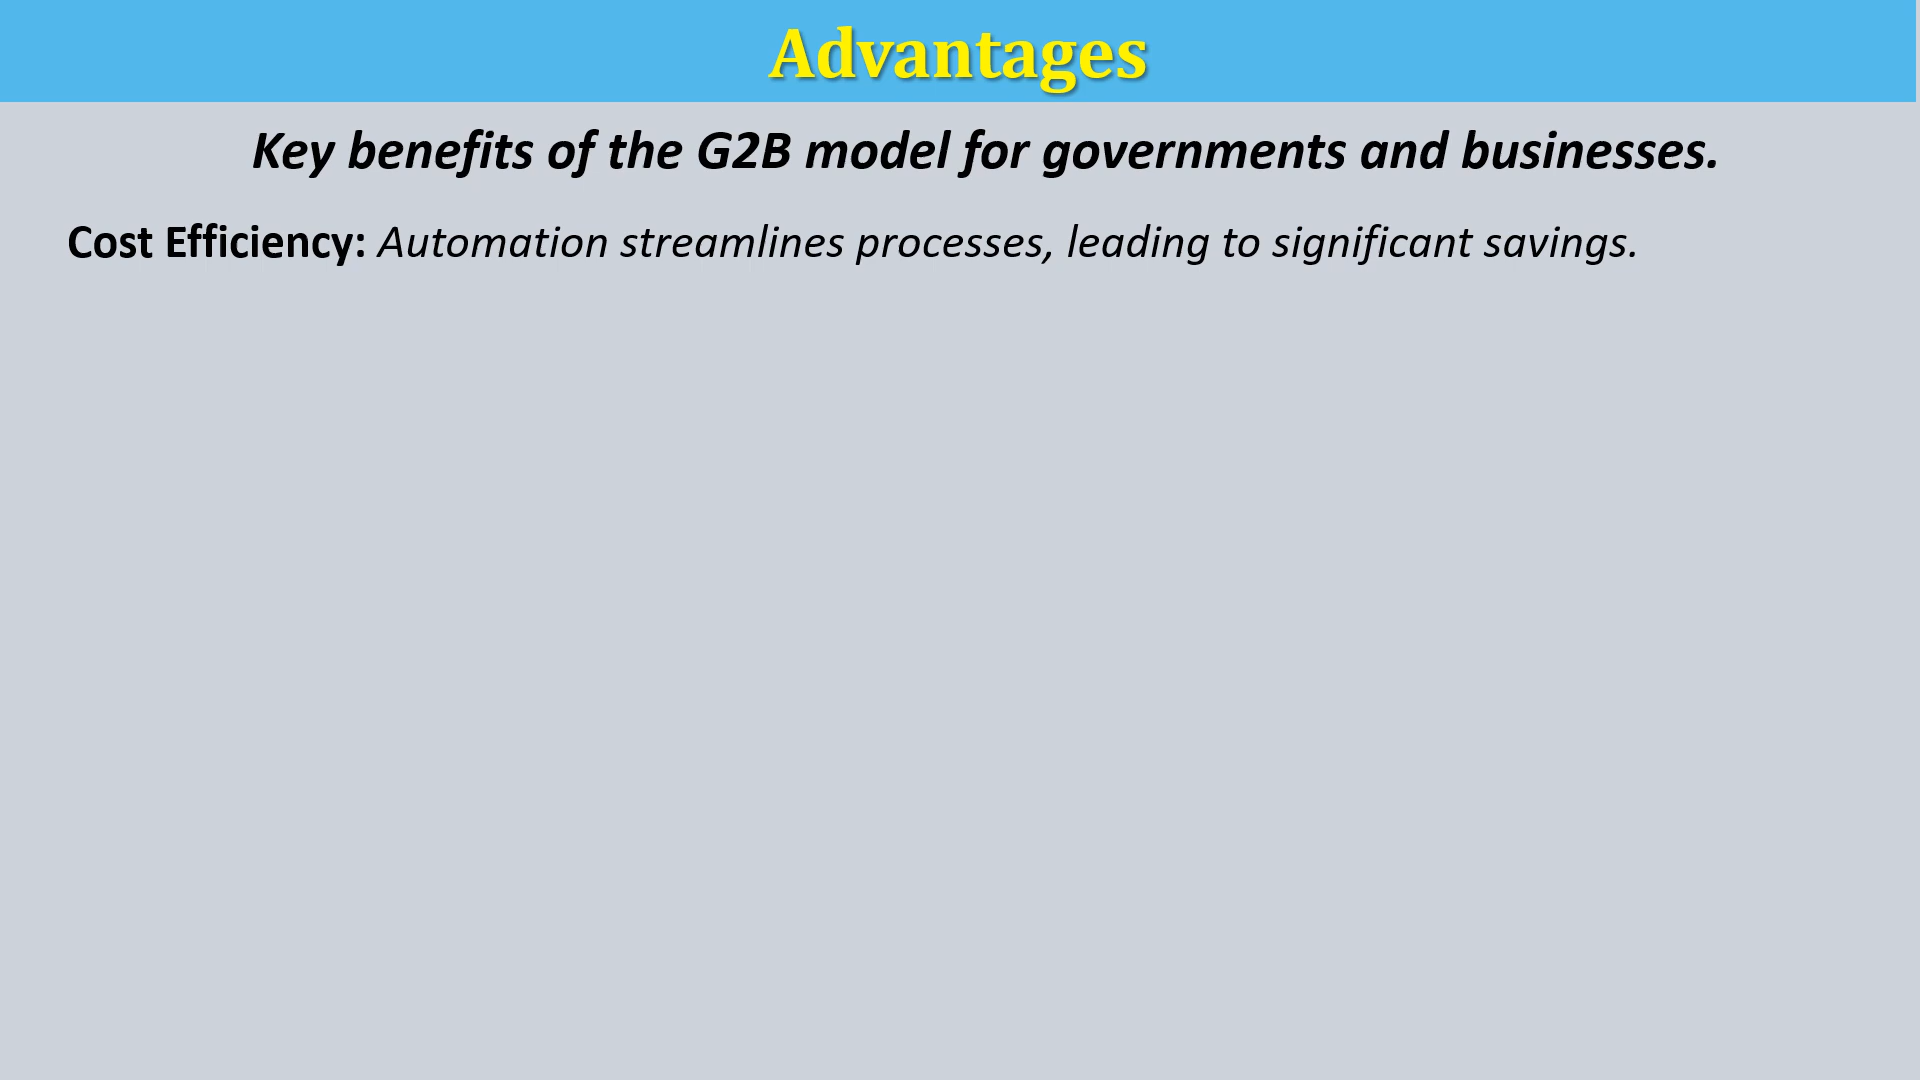 Advantages
Key benefits of the G2B model for governments and businesses.
Cost Efficiency: Automation streamlines processes, leading to significant savings.